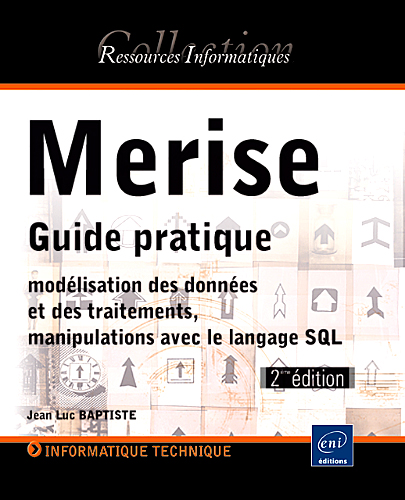 Collection
Ressources Informatiques
Merise
Guide pratique
modélisation des données
et des traitements,
manipulations avec le langage SQL
2ème édition
Jean Luc BAPTISTE
INFORMATIQUE TECHNIQUE
eni
éditions